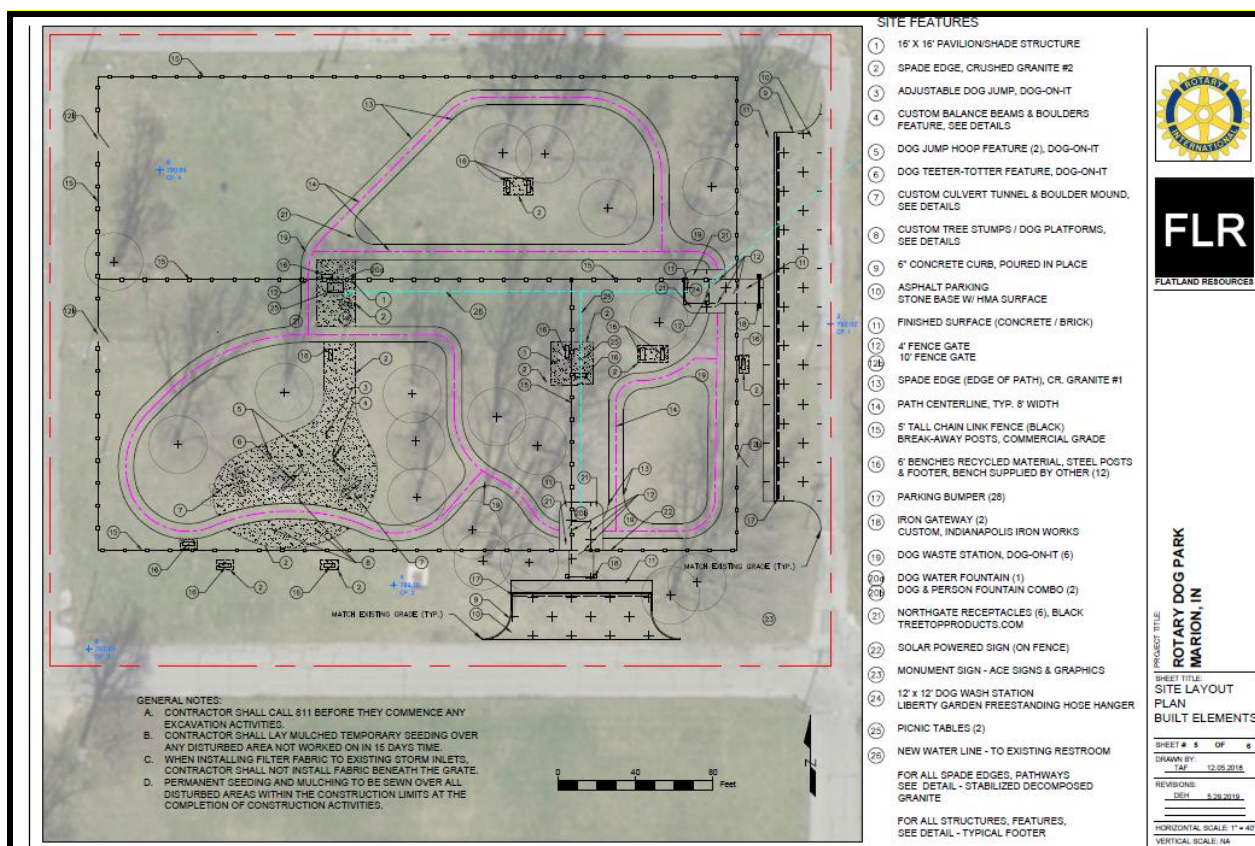 SITE FEATURES
1 16' X 16' PAVILION/SHADE STRUCTURE
2 SPADE EDGE, CRUSHED GRANITE #2
3 ADJUSTABLE DOG JUMP, DOG-ON-IT
4 CUSTOM BALANCE BEAMS & BOULDERS
FEATURE, SEE DETAILS
5 DOG JUMP HOOP FEATURE (2), DOG-ON-IT
6 DOG TEETER-TOTTER FEATURE, DOG-ON-IT
7 CUSTOM CULVERT TUNNEL & BOULDER MOUND,
SEE DETAILS
8 CUSTOM TREE STUMPS / DOG PLATFORMS,
SEE DETAILS
9 6" CONCRETE CURB, POURED IN PLACE
10 ASPHALT PARKING
STONE BASE W/ HMA SURFACE
11 FINISHED SURFACE (CONCRETE / BRICK)
12 4' FENCE GATE
12b 10' FENCE GATE
13 SPADE EDGE (EDGE OF PATH), CR. GRANITE #1
14 PATH CENTERLINE, TYP. 8' WIDTH
15 5' TALL CHAIN LINK FENCE (BLACK)
BREAK-AWAY POSTS, COMMERCIAL GRADE
16 6' BENCHES RECYCLED MATERIAL, STEEL POSTS
& FOOTER, BENCH SUPPLIED BY OTHER (12)
17 PARKING BUMPER (28)
18 IRON GATEWAY (2)
CUSTOM, INDIANAPOLIS IRON WORKS
19 DOG WASTE STATION, DOG-ON-IT (6)
20a DOG WATER FOUNTAIN (1)
20b DOG & PERSON FOUNTAIN COMBO (2)
21 NORTHGATE RECEPTACLES (6), BLACK
TREETOPPRODUCTS.COM
22 SOLAR POWERED SIGN (ON FENCE)
23 MONUMENT SIGN - ACE SIGNS & GRAPHICS
24 12' x 12' DOG WASH STATION
LIBERTY GARDEN FREESTANDING HOSE HANGER
25 PICNIC TABLES (2)
26 NEW WATER LINE - TO EXISTING RESTROOM
FOR ALL SPADE EDGES, PATHWAYS
SEE DETAIL - STABILIZED DECOMPOSED
GRANITE
FOR ALL STRUCTURES, FEATURES,
SEE DETAIL - TYPICAL FOOTER
MATCH EXISTING GRADE (TYP.)
MATCH EXISTING GRADE (TYP.)
GENERAL NOTES:
A. CONTRACTOR SHALL CALL 811 BEFORE THEY COMMENCE ANY
EXCAVATION ACTIVITIES.
B. CONTRACTOR SHALL LAY MULCHED TEMPORARY SEEDING OVER
ANY DISTURBED AREA NOT WORKED ON IN 15 DAYS TIME.
C. WHEN INSTALLING FILTER FABRIC TO EXISTING STORM INLETS,
CONTRACTOR SHALL NOT INSTALL FABRIC BENEATH THE GRATE.
D. PERMANENT SEEDING AND MULCHING TO BE SEWN OVER ALL
DISTURBED AREAS WITHIN THE CONSTRUCTION LIMITS AT THE
COMPLETION OF CONSTRUCTION ACTIVITIES.
0 40 80
Feet
ROTARY
INTERNATIONAL
FLR
FLATLAND RESOURCES
PROJECT TITLE:
ROTARY DOG PARK
MARION, IN
SHEET TITLE:
SITE LAYOUT
PLAN
BUILT ELEMENTS
SHEET # 5 OF 6
DRAWN BY:
TAF 12.05.2018
REVISIONS:
DEH 5.29.2019
HORIZONTAL SCALE: 1" = 40'
VERTICAL SCALE: NA